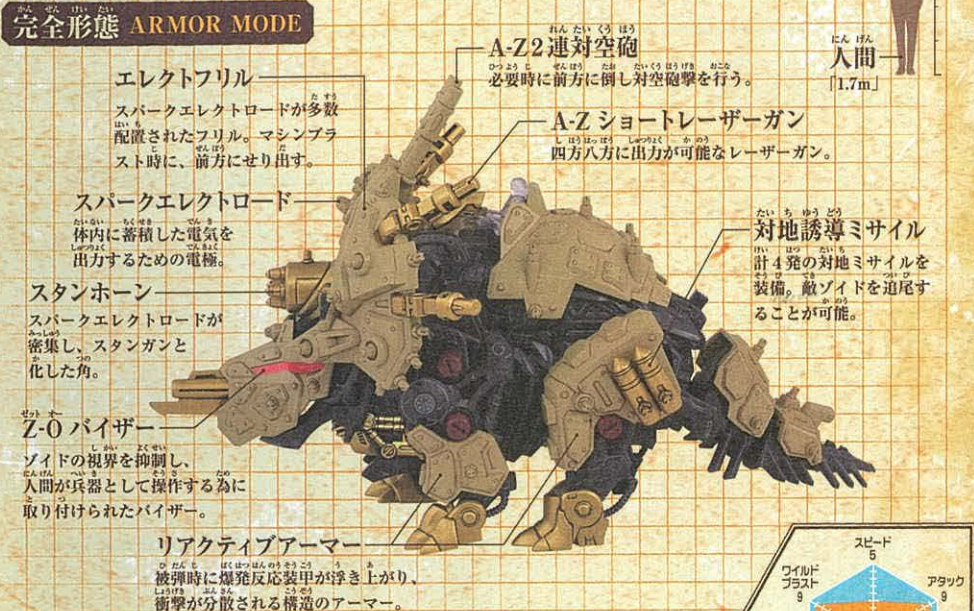 完全形態 ARMOR MODE
エレクトフリル
スパークエレクトロードが多数
配置されたフリル。マシンブラ
スト時に、前方にせり出す。
スパークエレクトロード
体内に蓄積した電気を
出力するための電極。
スタンホーン
スパークエレクトロードが
密集し、スタンガンと
化した角。
Z-Oバイザー
ゾイドの視界を抑制し、
人間が兵器として操作する為に
取り付けられたバイザー。
リアクティブアーマー
被弾時に爆発反応装甲が浮き上がり、
衝撃が分散される構造のアーマー。
A-Z2連対空砲
必要時に前方に倒し対空砲撃を行う。
A-Zショートレーザーガン
四方八方に出力が可能なレーザーガン。
対地誘導ミサイル
計4発の対地ミサイルを
装備。敵ゾイドを追尾す
ることが可能。
人間
「1.7m」
スピード
5
ワイルド
ブラスト
9
アタック
9